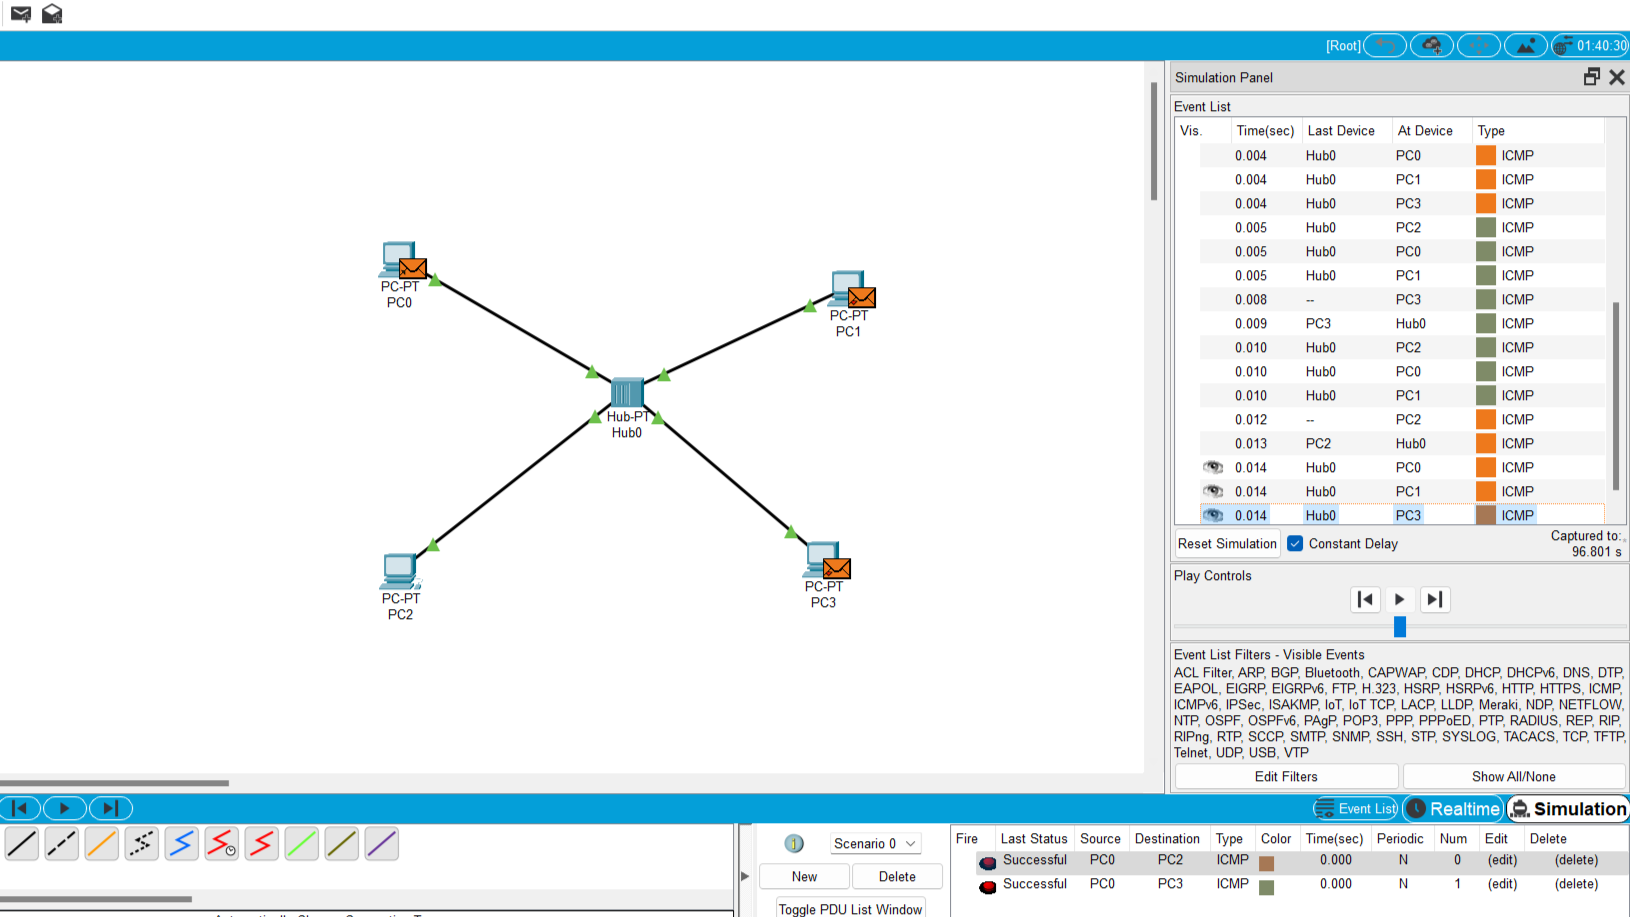 [Root]
01:40:30
Simulation Panel
Event List
Vis. Time(sec) Last Device At Device Type
0.004 Hub0 PC0 ICMP
0.004 Hub0 PC1 ICMP
0.004 Hub0 PC3 ICMP
0.005 Hub0 PC2 ICMP
0.005 Hub0 PC0 ICMP
0.005 Hub0 PC1 ICMP
0.008 -- PC3 ICMP
0.009 PC3 Hub0 ICMP
0.010 Hub0 PC2 ICMP
0.010 Hub0 PC0 ICMP
0.010 Hub0 PC1 ICMP
0.012 -- PC2 ICMP
0.013 PC2 Hub0 ICMP
0.014 Hub0 PC0 ICMP
0.014 Hub0 PC1 ICMP
0.014 Hub0 PC3 ICMP
Reset Simulation Constant Delay
Captured to:
96.801 s
Play Controls
Event List Filters - Visible Events
ACL Filter, ARP, BGP, Bluetooth, CAPWAP, CDP, DHCP, DHCPv6, DNS, DTP,
EAPOL, EIGRP, EIGRPv6, FTP, H.323, HSRP, HSRPv6, HTTP, HTTPS, ICMP,
ICMPv6, IPSec, ISAKMP, IoT, IoT TCP, LACP, LLDP, Meraki, NDP, NETFLOW,
NTP, OSPF, OSPFv6, PAgP, POP3, PPP, PPPoED, PTP, RADIUS, REP, RIP,
RIPng, RTP, SCCP, SMTP, SNMP, SSH, STP, SYSLOG, TACACS, TCP, TFTP,
Telnet, UDP, USB, VTP
Edit Filters Show All/None
PC-PT
PC0
PC-PT
PC1
Hub-PT
Hub0
PC-PT
PC2
PC-PT
PC3
Event List Realtime Simulation
Scenario 0
New Delete
Toggle PDU List Window
Fire Last Status Source Destination Type Color Time(sec) Periodic Num Edit Delete
Successful PC0 PC2 ICMP 0.000 N 0 (edit) (delete)
Successful PC0 PC3 ICMP 0.000 N 1 (edit) (delete)